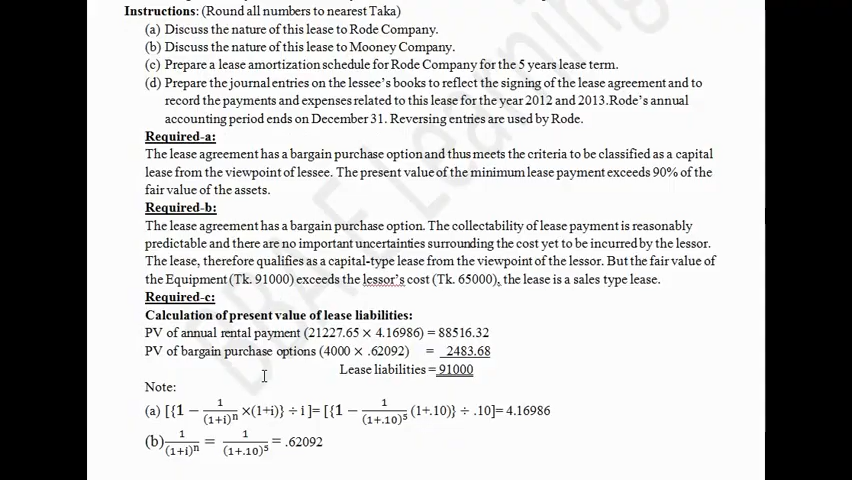 Instructions: (Round all numbers to nearest Taka)
(a) Discuss the nature of this lease to Rode Company.
(b) Discuss the nature of this lease to Mooney Company.
(c) Prepare a lease amortization schedule for Rode Company for the 5 years lease term.
(d) Prepare the journal entries on the lessee's books to reflect the signing of the lease agreement and to
record the payments and expenses related to this lease for the year 2012 and 2013.Rode's annual
accounting period ends on December 31. Reversing entries are used by Rode.
Required-a:
The lease agreement has a bargain purchase option and thus meets the criteria to be classified as a capital
lease from the viewpoint of lessee. The present value of the minimum lease payment exceeds 90% of the
fair value of the assets.
Required-b:
The lease agreement has a bargain purchase option. The collectability of lease payment is reasonably
predictable and there are no important uncertainties surrounding the cost yet to be incurred by the lessor.
The lease, therefore qualifies as a capital-type lease from the viewpoint of the lessor. But the fair value of
the Equipment (Tk. 91000) exceeds the lessor's cost (Tk. 65000), the lease is a sales type lease.
Required-c:
Calculation of present value of lease liabilities:
PV of annual rental payment (21227.65 × 4.16986) = 88516.32
PV of bargain purchase options (4000 × .62092) = 2483.68
Lease liabilities = 91000
Note:
(a) [{1 − 1/(1+i)ⁿ ×(1+i)} ÷ i]= [{1 − 1/(1+.10)⁵ (1+.10)} ÷ .10]= 4.16986
(b) 1/(1+i)ⁿ = 1/(1+.10)⁵ = .62092